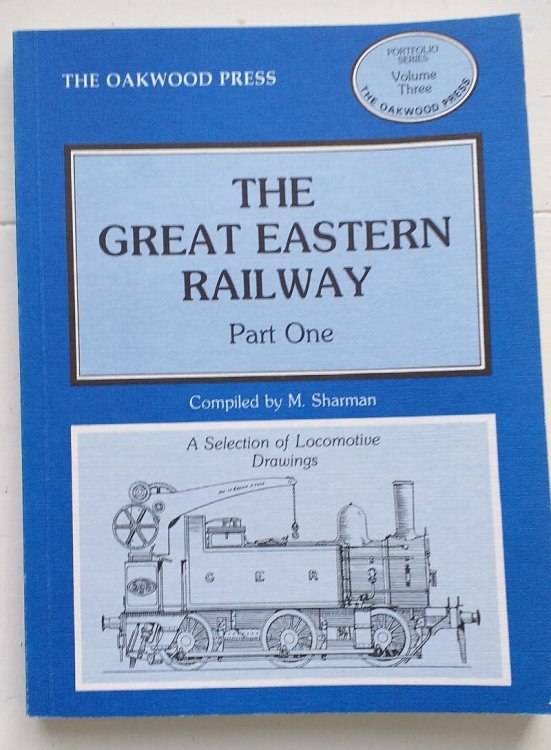 THE OAKWOOD PRESS
PORTFOLIO
SERIES
Volume
Three
THE OAKWOOD PRESS
THE
GREAT EASTERN
RAILWAY
Part One
Compiled by M. Sharman
A Selection of Locomotive
Drawings
G E R